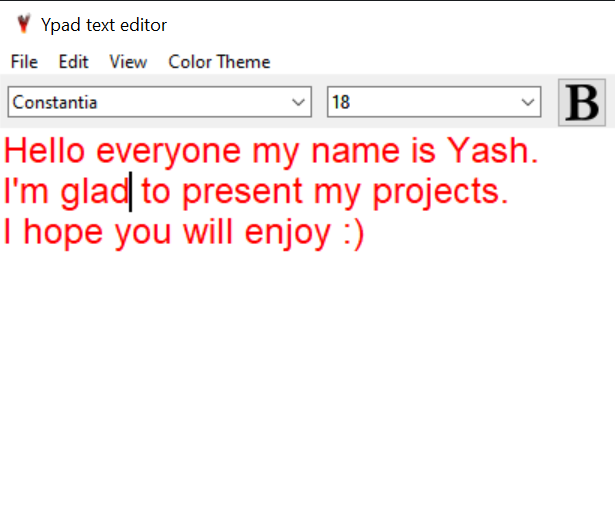 Ypad text editor
File Edit View Color Theme
Constantia 18 B
Hello everyone my name is Yash.
I'm glad to present my projects.
I hope you will enjoy :)